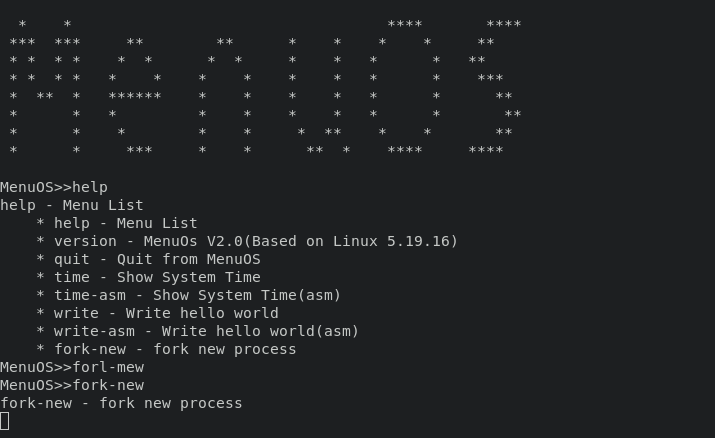 MenuOS
MenuOS>>help
help - Menu List
* help - Menu List
* version - MenuOs V2.0(Based on Linux 5.19.16)
* quit - Quit from MenuOS
* time - Show System Time
* time-asm - Show System Time(asm)
* write - Write hello world
* write-asm - Write hello world(asm)
* fork-new - fork new process
MenuOS>>forl-mew
MenuOS>>fork-new
fork-new - fork new process